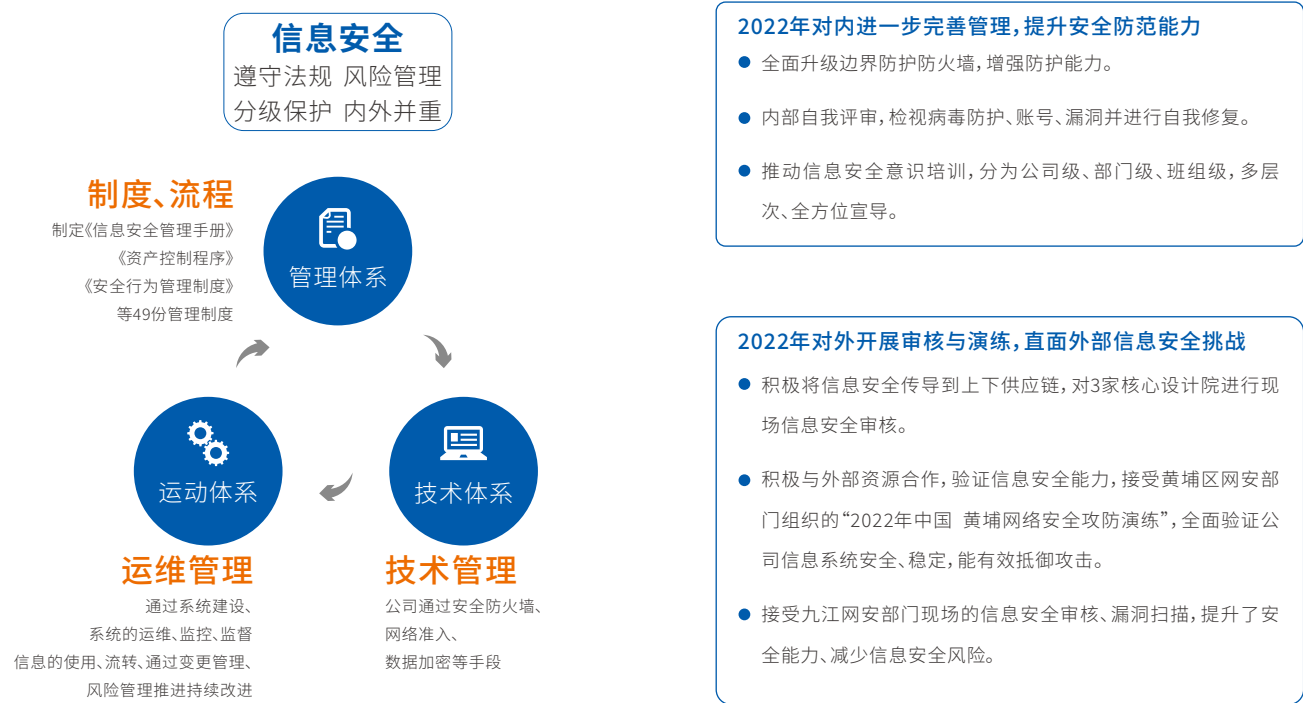 信息安全
遵守法规 风险管理
分级保护 内外并重
制度、流程
制定《信息安全管理手册》
《资产控制程序》
《安全行为管理制度》
等49份管理制度
管理体系
运动体系
技术体系
运维管理
通过系统建设、
系统的运维、监控、监督
信息的使用、流转、通过变更管理、
风险管理推进持续改进
技术管理
公司通过安全防火墙、
网络准入、
数据加密等手段
2022年对内进一步完善管理,提升安全防范能力
● 全面升级边界防护防火墙,增强防护能力。
● 内部自我评审,检视病毒防护、账号、漏洞并进行自我修复。
● 推动信息安全意识培训,分为公司级、部门级、班组级,多层
次、全方位宣导。
2022年对外开展审核与演练,直面外部信息安全挑战
● 积极将信息安全传导到上下供应链,对3家核心设计院进行现
场信息安全审核。
● 积极与外部资源合作,验证信息安全能力,接受黄埔区网安部
门组织的“2022年中国 黄埔网络安全攻防演练”,全面验证公
司信息系统安全、稳定,能有效抵御攻击。
● 接受九江网安部门现场的信息安全审核、漏洞扫描,提升了安
全能力、减少信息安全风险。